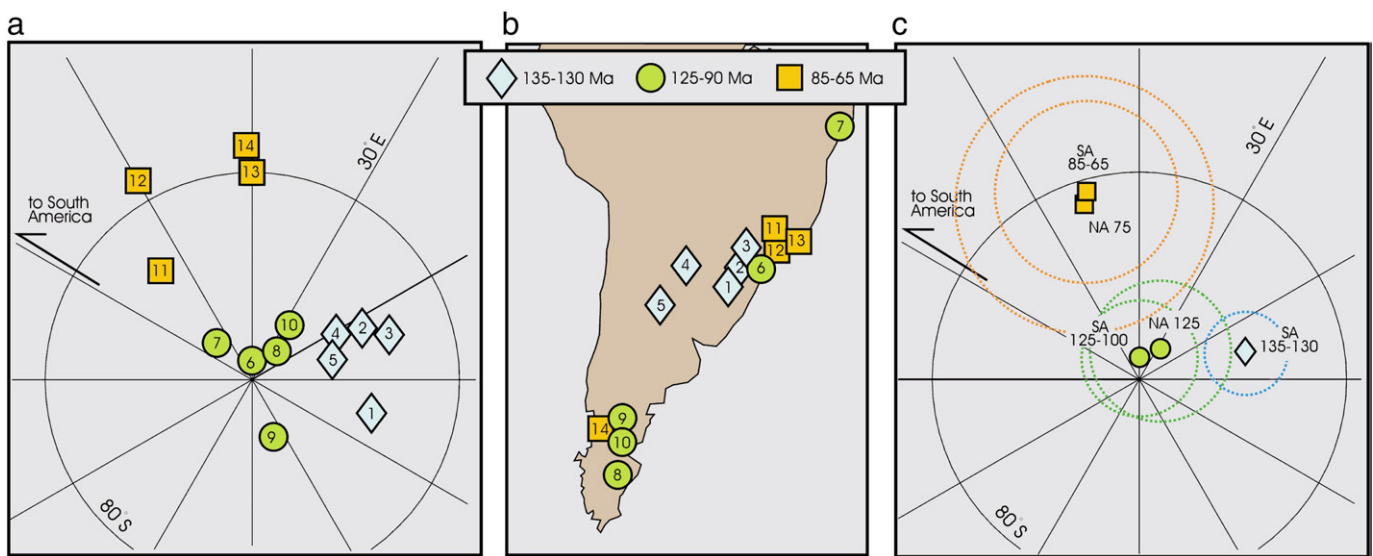 a
b
c
135-130 Ma
125-90 Ma
85-65 Ma
14
13
12
11
30°E
to South
America
10
7
8
6
4
2
3
5
1
9
80°S
7
11
13
12
3
2
6
4
1
5
9
14
10
8
30°E
SA
85-65
NA 75
to South
America
SA
125-100
NA 125
SA
135-130
80°S